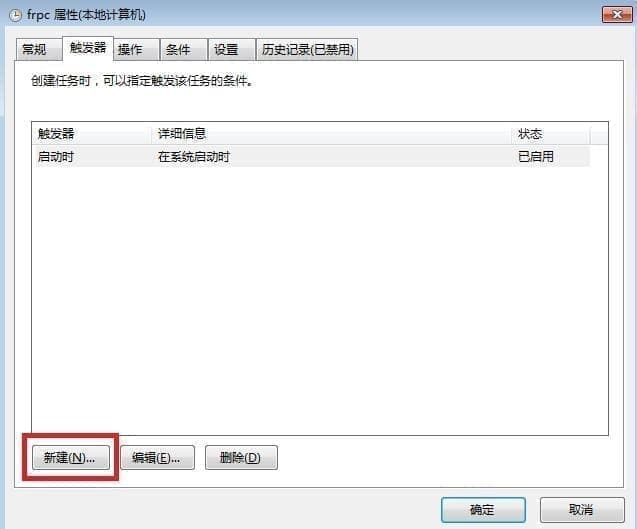 frpc 属性(本地计算机)
常规 触发器 操作 条件 设置 历史记录(已禁用)
创建任务时，可以指定触发该任务的条件。
触发器 详细信息 状态
启动时 在系统启动时 已启用
新建(N)... 编辑(E)... 删除(D)
确定 取消